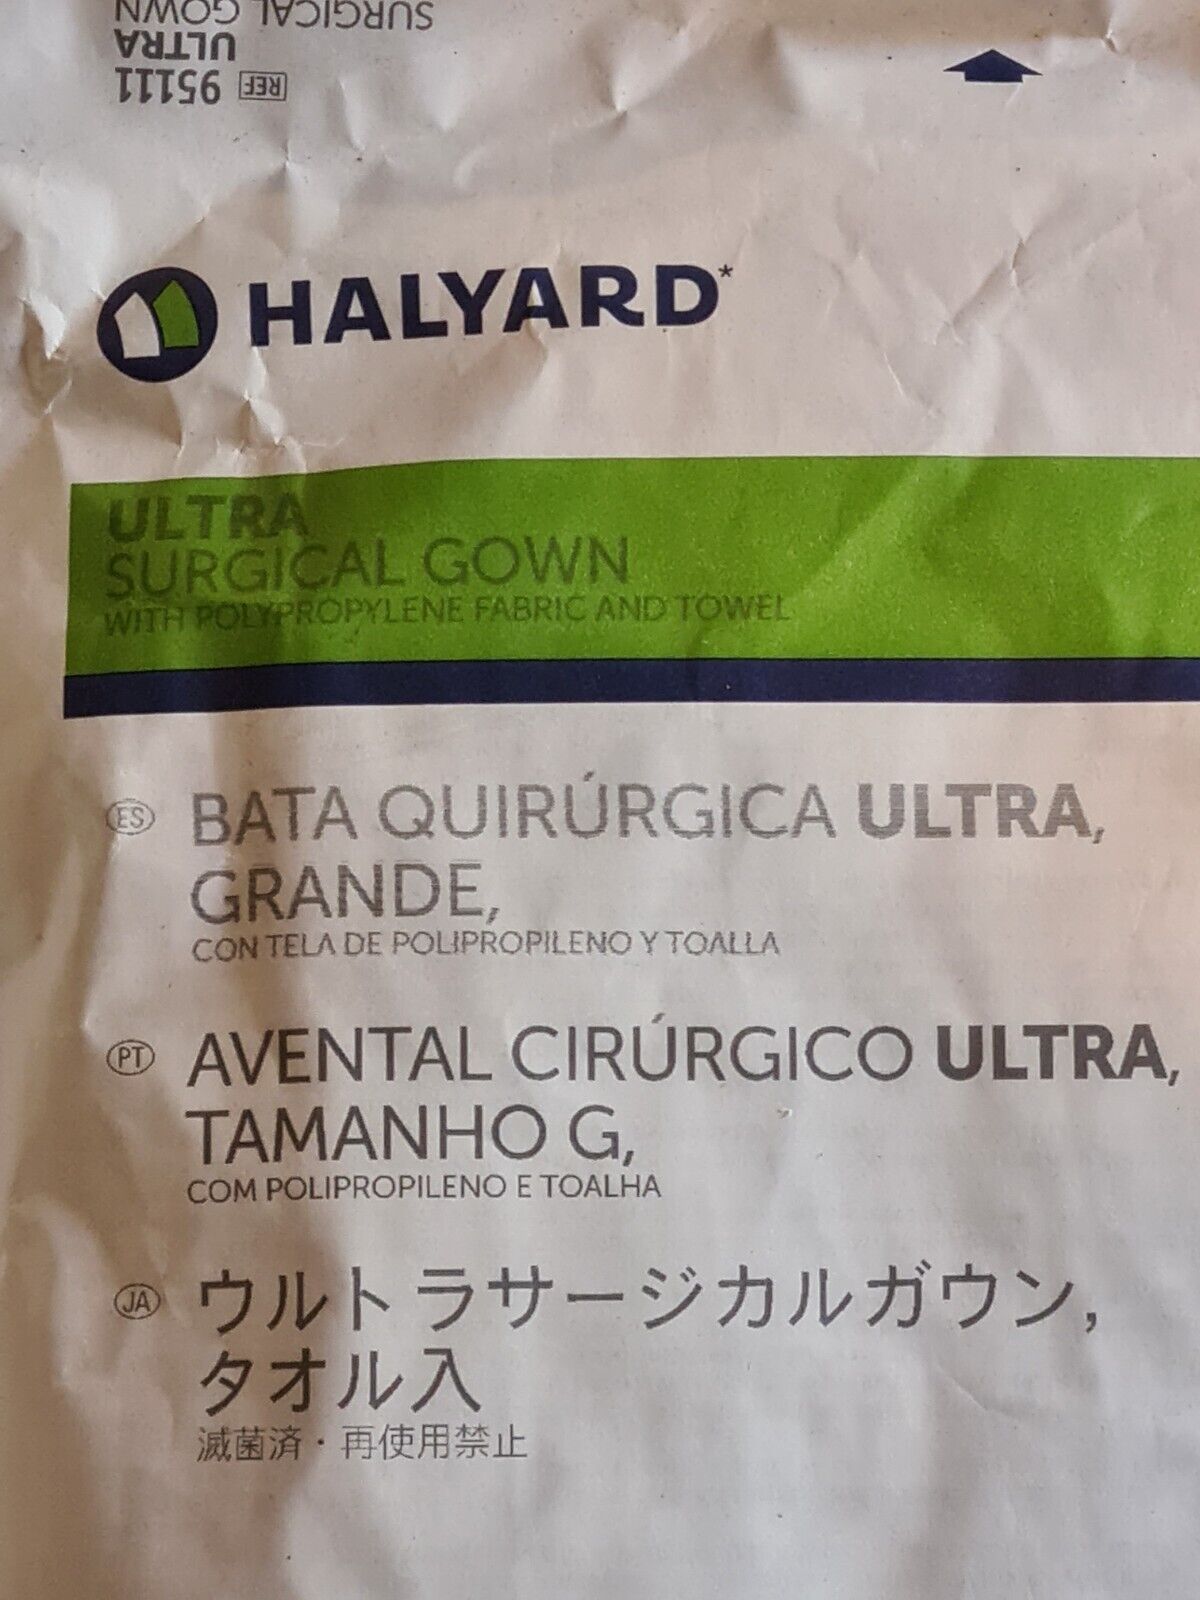 SURGICAL GOWN
ULTRA
REF 95111
HALYARD*
ULTRA
SURGICAL GOWN
WITH POLYPROPYLENE FABRIC AND TOWEL
ES BATA QUIRÚRGICA ULTRA,
GRANDE,
CON TELA DE POLIPROPILENO Y TOALLA
PT AVENTAL CIRÚRGICO ULTRA,
TAMANHO G,
COM POLIPROPILENO E TOALHA
JA ウルトラサージカルガウン,
タオル入
滅菌済・再使用禁止